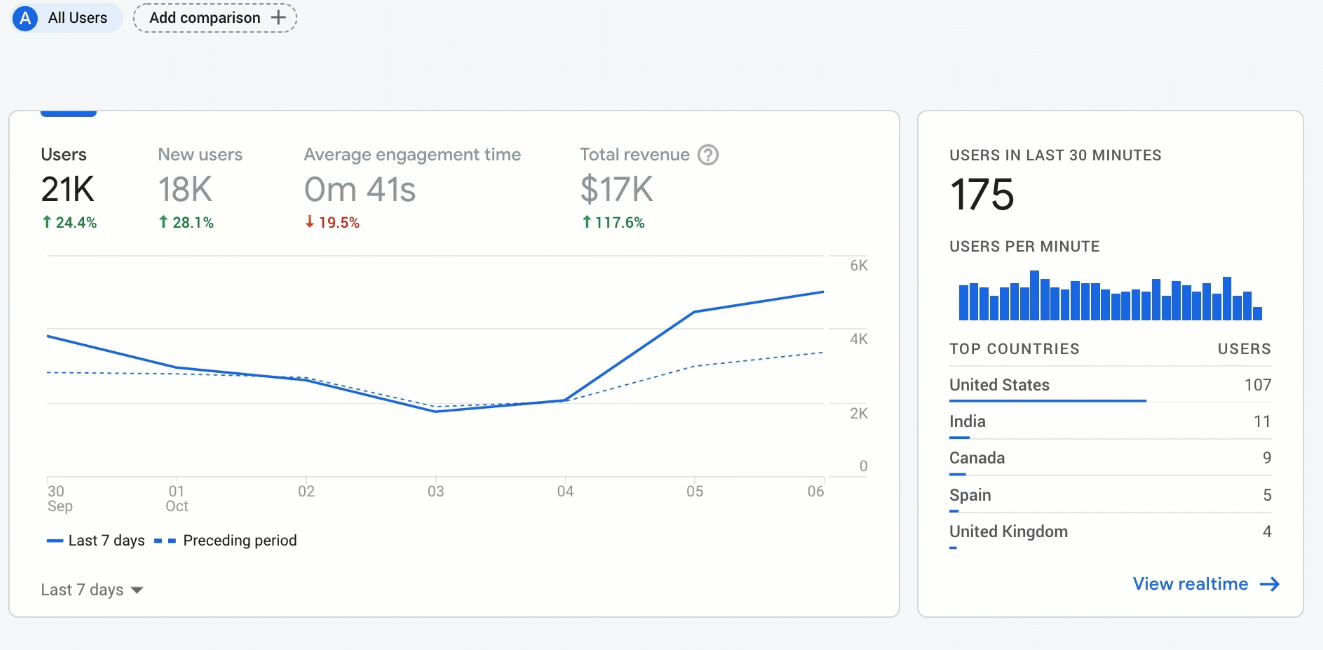 A All Users Add comparison +
Users New users Average engagement time Total revenue ?
21K 18K 0m 41s $17K
↑ 24.4% ↑ 28.1% ↓ 19.5% ↑ 117.6%
6K
4K
2K
0
30 01 02 03 04 05 06
Sep Oct
Last 7 days Preceding period
Last 7 days
USERS IN LAST 30 MINUTES
175
USERS PER MINUTE
TOP COUNTRIES USERS
United States 107
India 11
Canada 9
Spain 5
United Kingdom 4
View realtime →